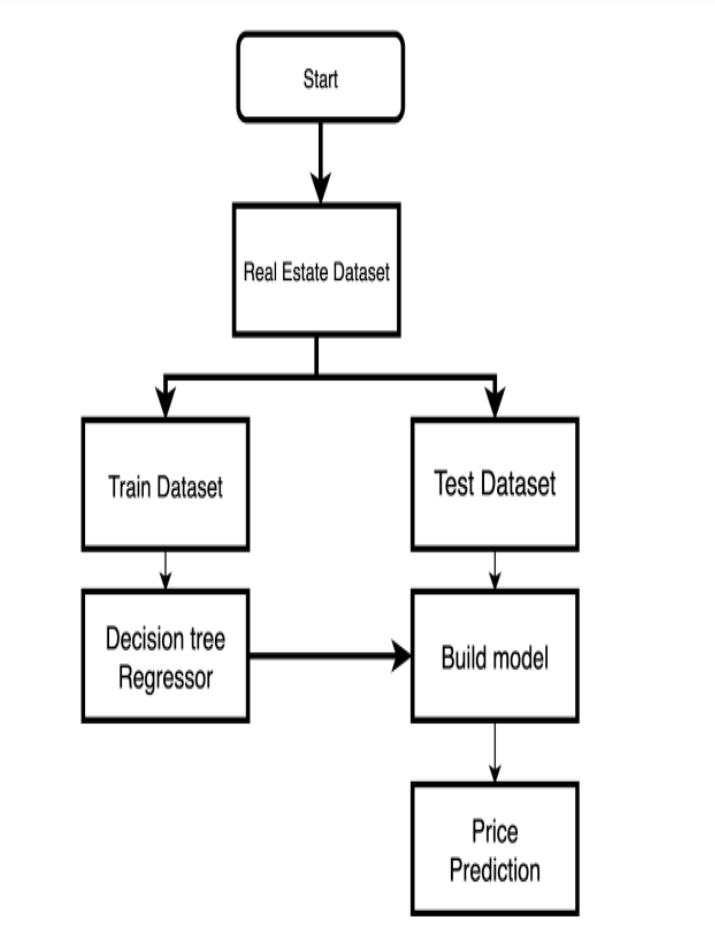 Start
Real Estate Dataset
Train Dataset
Test Dataset
Decision tree
Regressor
Build model
Price
Prediction